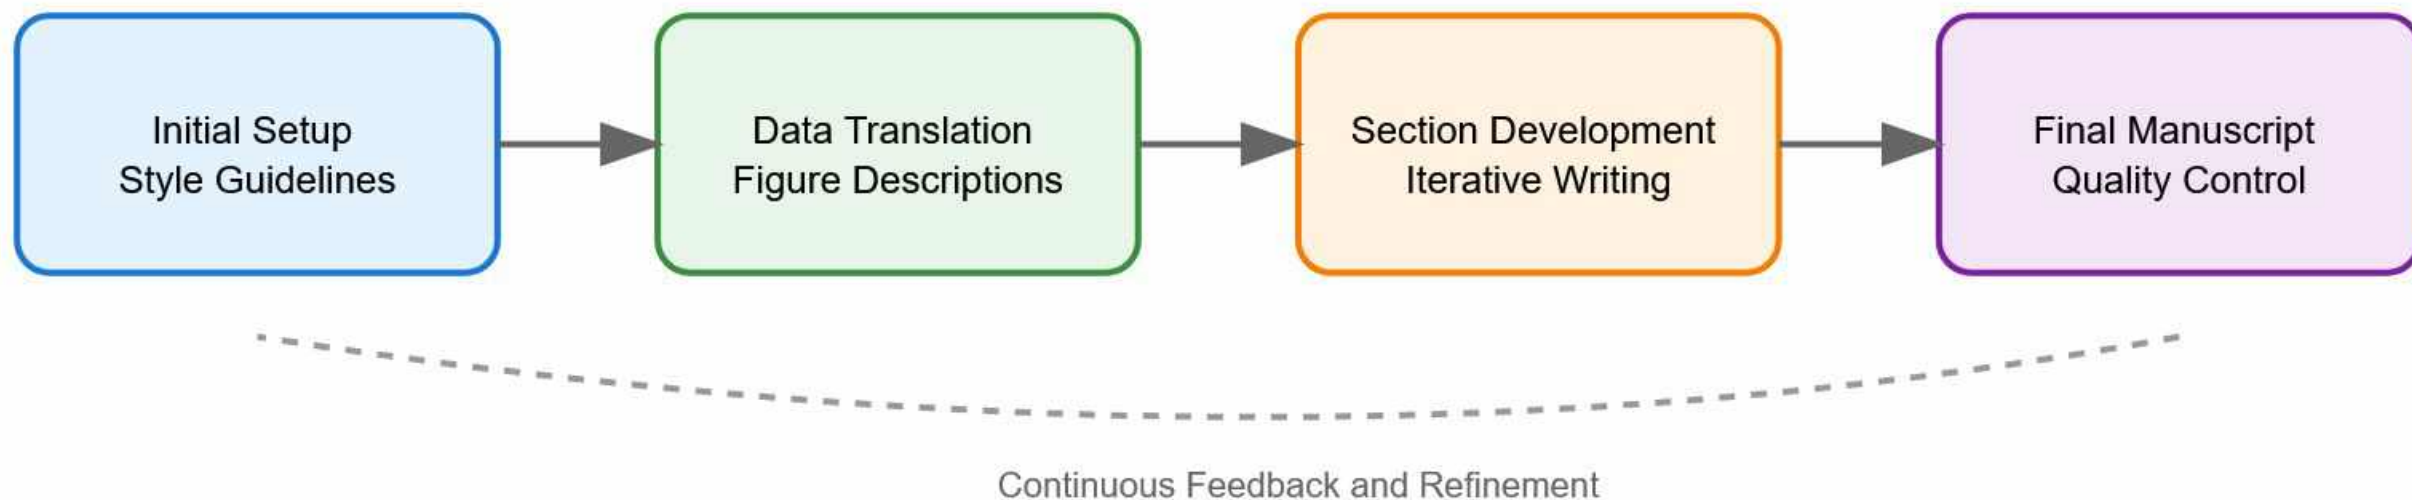 Initial Setup
Style Guidelines
Data Translation
Figure Descriptions
Section Development
Iterative Writing
Final Manuscript
Quality Control
Continuous Feedback and Refinement